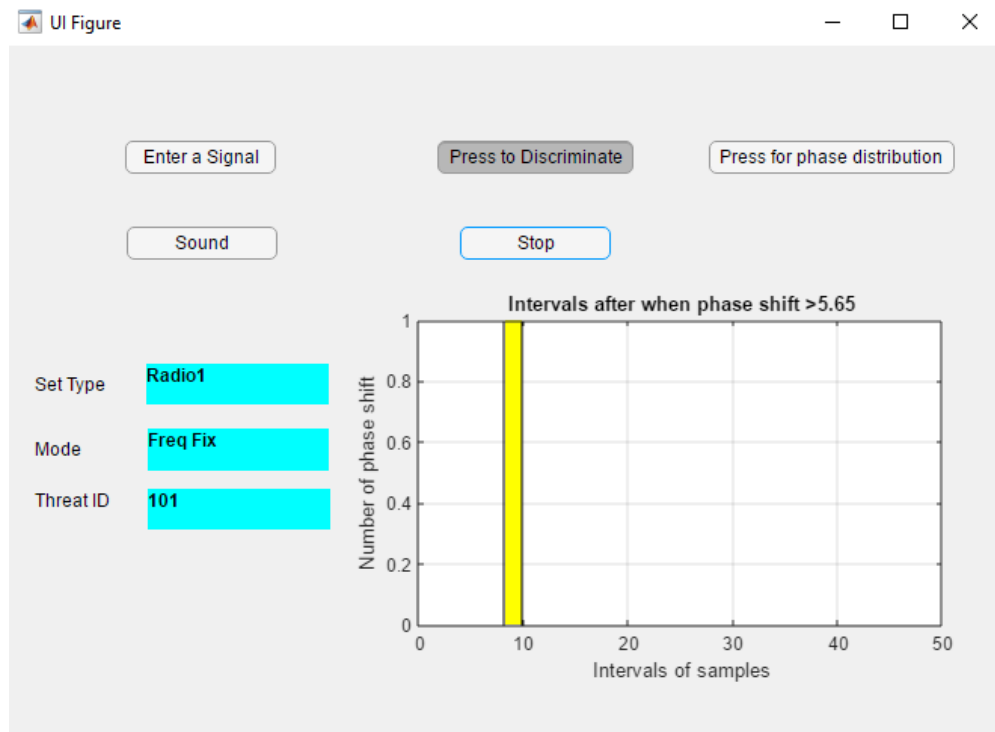 UI Figure
Enter a Signal
Press to Discriminate
Press for phase distribution
Sound
Stop
Set Type
Radio1
Mode
Freq Fix
Threat ID
101
Intervals after when phase shift >5.65
Number of phase shift
1
0.8
0.6
0.4
0.2
0
0 10 20 30 40 50
Intervals of samples